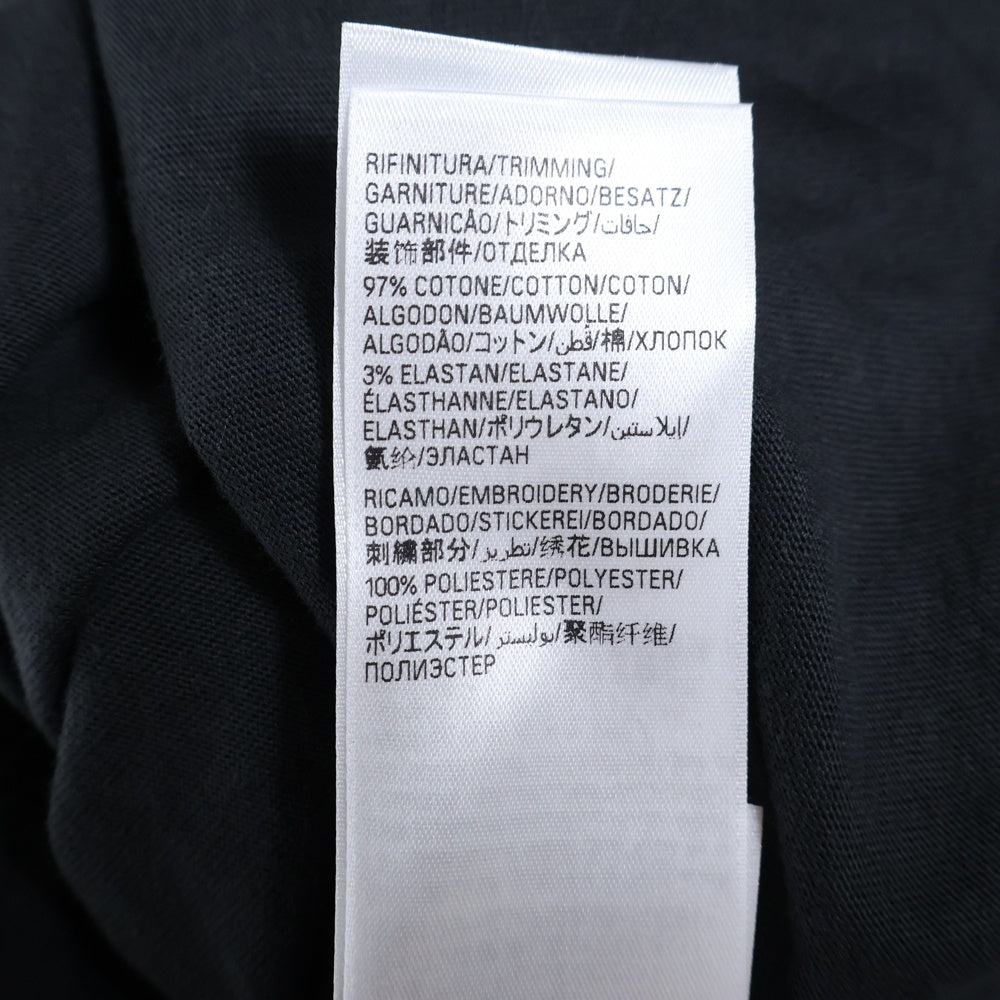 RIFINITURA/TRIMMING/
GARNITURE/ADORNO/BESATZ/
GUARNICÃO/トリミング/حافات/
装饰部件/ОТДЕЛКА
97% COTONE/COTTON/COTON/
ALGODON/BAUMWOLLE/
ALGODÃO/コットン/قطن/棉/ХЛОПОК
3% ELASTAN/ELASTANE/
ÉLASTHANNE/ELASTANO/
ELASTHAN/ポリウレタン/إيلاستين/
氨纶/ЭЛАСТАН
RICAMO/EMBROIDERY/BRODERIE/
BORDADO/STICKEREI/BORDADO/
刺繍部分/تطريز/绣花/ВЫШИВКА
100% POLIESTERE/POLYESTER/
POLIÉSTER/POLIESTER/
ポリエステル/بوليستر/聚酯纤维/
ПОЛИЭСТЕР